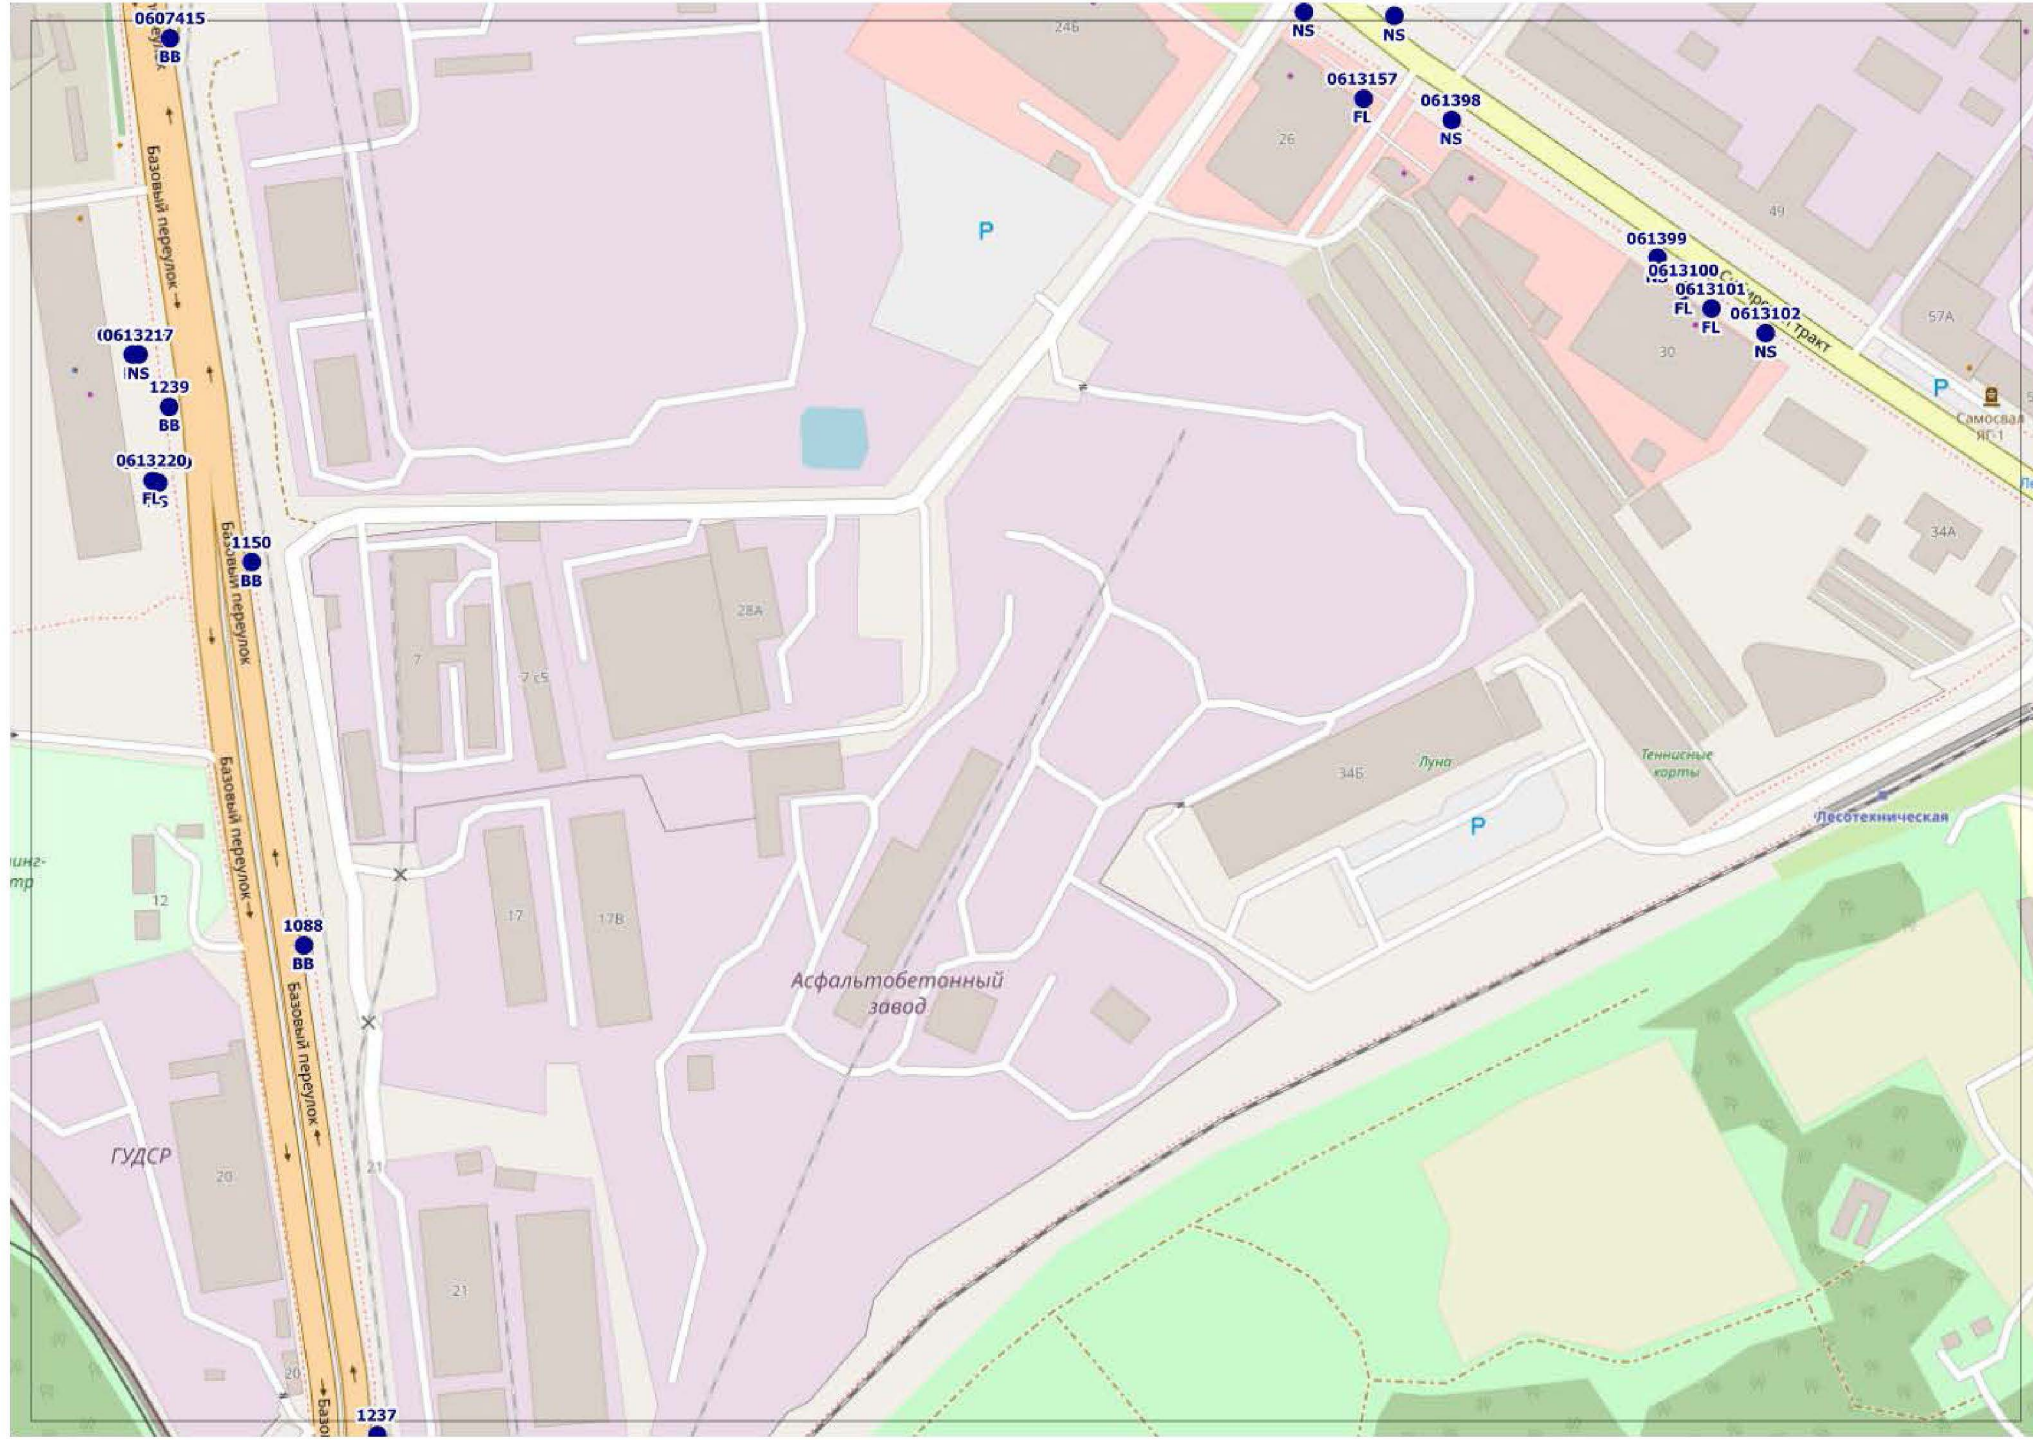 0607415
BB
24Б
NS
NS
0613157
FL
061398
NS
26
Базовый переулок
49
061399
0613100
0613101
FL
FL
0613102
NS
57А
30
P
P
Самосвал
ЯГ-1
0613217
NS
1239
BB
0613220
FL
1150
BB
Базовый переулок
34А
28А
7
7 с5
Базовый переулок
34Б
Луна
Теннисные
корты
P
Лесотехническая
12
17
17В
1088
BB
Асфальтобетонный
завод
Базовый переулок
ГУДСР
20
21
21
20
1237